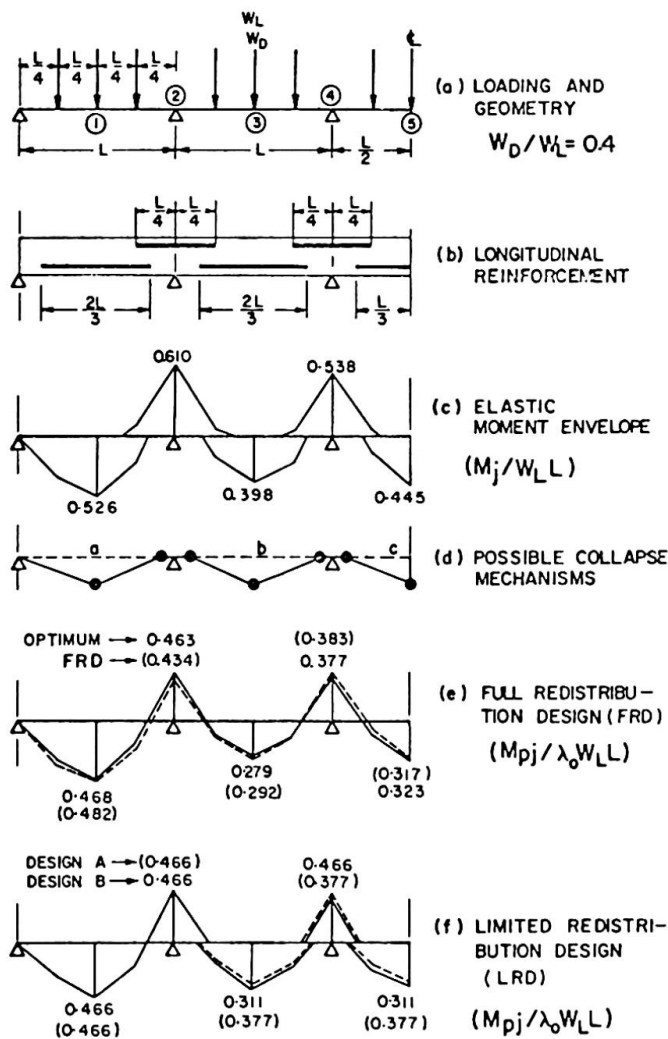 W_L
W_D
L/4 L/4 L/4 L/4
℄
1 2 3 4 5
L L L/2
(a) LOADING AND
GEOMETRY
W_D/W_L = 0.4
L/4 L/4 L/4 L/4
2L/3 2L/3 L/3
(b) LONGITUDINAL
REINFORCEMENT
0.610 0.538
0.526 0.398 0.445
(c) ELASTIC
MOMENT ENVELOPE
(M_j/W_L L)
a b c
(d) POSSIBLE COLLAPSE
MECHANISMS
OPTIMUM → 0.463 (0.383)
FRD → (0.434) 0.377
0.468 0.279 (0.317)
(0.482) (0.292) 0.323
(e) FULL REDISTRIBU-
TION DESIGN (FRD)
(M_pj/λ_o W_L L)
DESIGN A → (0.466) 0.466
DESIGN B → 0.466 (0.377)
0.466 0.311 0.311
(0.466) (0.377) (0.377)
(f) LIMITED REDISTRI-
BUTION DESIGN
(LRD)
(M_pj/λ_o W_L L)